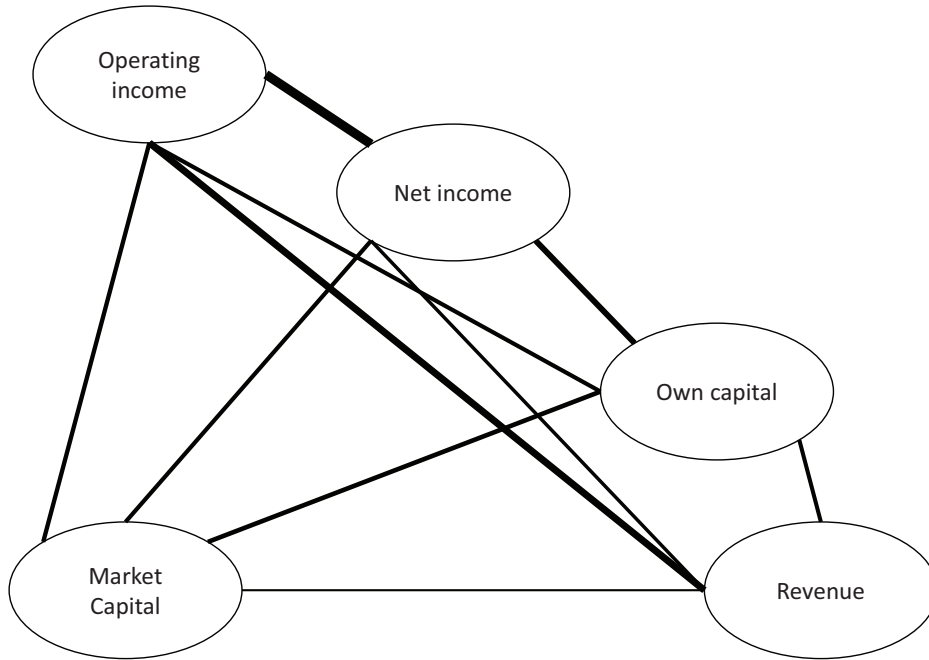 Operating
income
Net income
Own capital
Market
Capital
Revenue